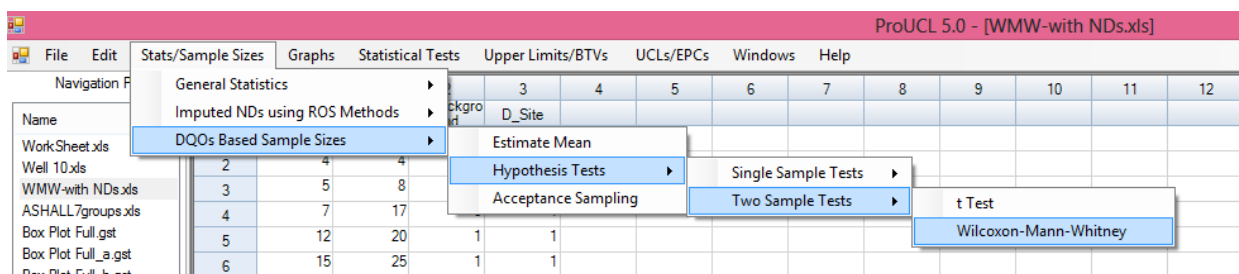 ProUCL 5.0 - [WMW-with NDs.xls]
File Edit Stats/Sample Sizes Graphs Statistical Tests Upper Limits/BTVs UCLs/EPCs Windows Help
Navigation P
Name
WorkSheet.xls
Well 10.xls
WMW-with NDs.xls
ASHALL7groups.xls
Box Plot Full.gst
Box Plot Full_a.gst
General Statistics
Imputed NDs using ROS Methods
DQOs Based Sample Sizes
Estimate Mean
Hypothesis Tests
Acceptance Sampling
Single Sample Tests
Two Sample Tests
t Test
Wilcoxon-Mann-Whitney
3 4 5 6 7 8 9 10 11 12
D_Site
2 4 4
3 5 8
4 7 17
5 12 20 1 1
6 15 25 1 1